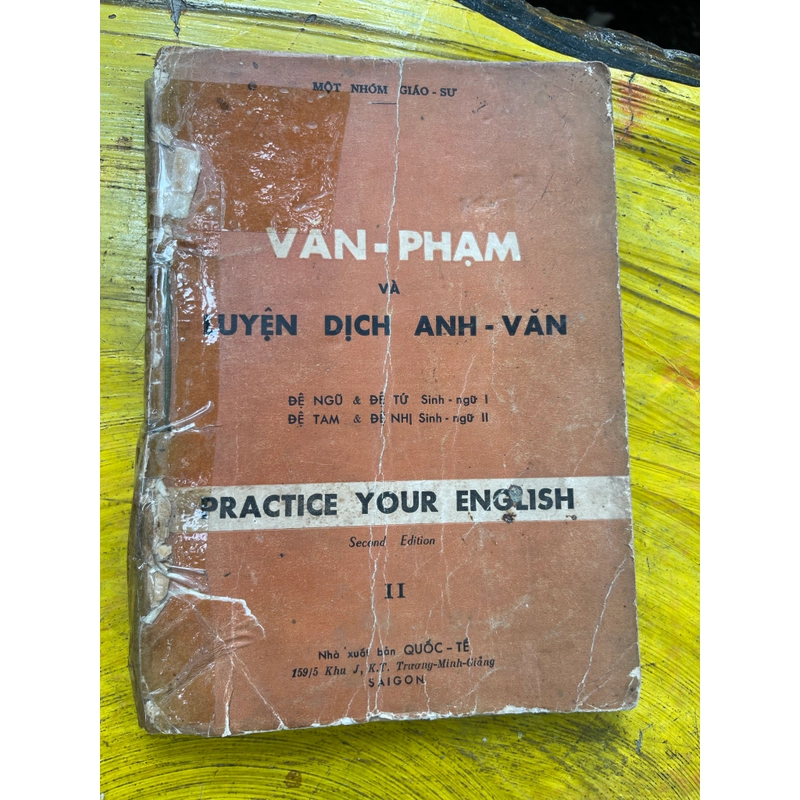 MỘT NHÓM GIÁO-SƯ
VĂN-PHẠM
VÀ
LUYỆN DỊCH ANH-VĂN
ĐỆ NGŨ & ĐỆ TỨ Sinh-ngữ I
ĐỆ TAM & ĐỆ NHỊ Sinh-ngữ II
PRACTICE YOUR ENGLISH
Second Edition
II
Nhà xuất bản QUỐC-TẾ
159/5 Khu J, K.T. Trương-Minh-Giảng
SAIGON